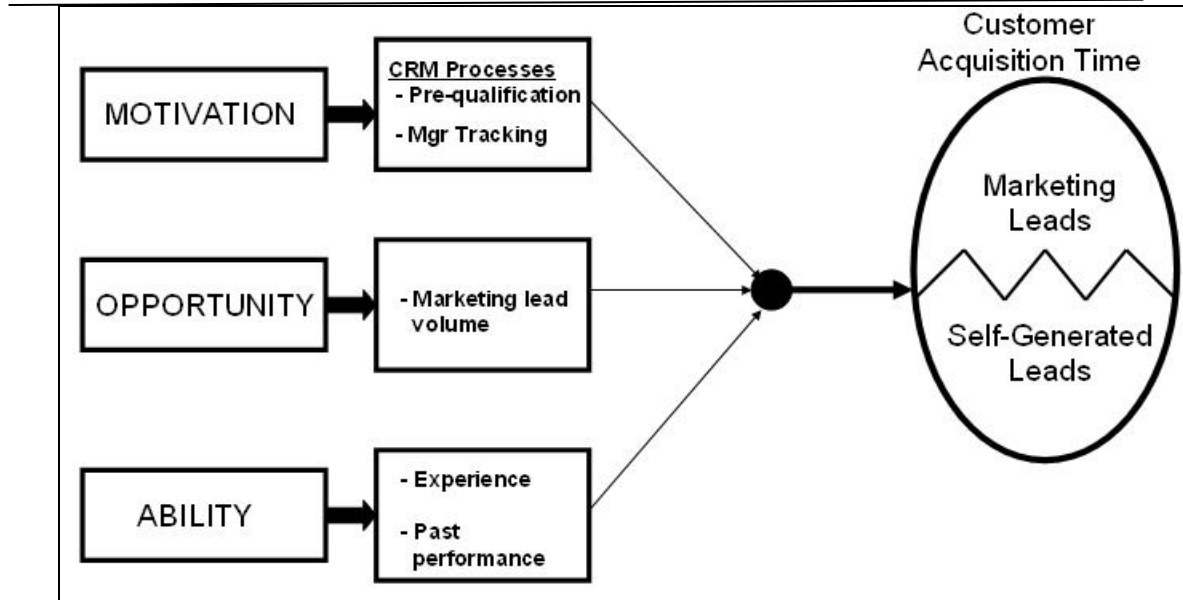 MOTIVATION
CRM Processes
- Pre-qualification
- Mgr Tracking
OPPORTUNITY
- Marketing lead
volume
ABILITY
- Experience
- Past
performance
Customer
Acquisition Time
Marketing
Leads
Self-Generated
Leads